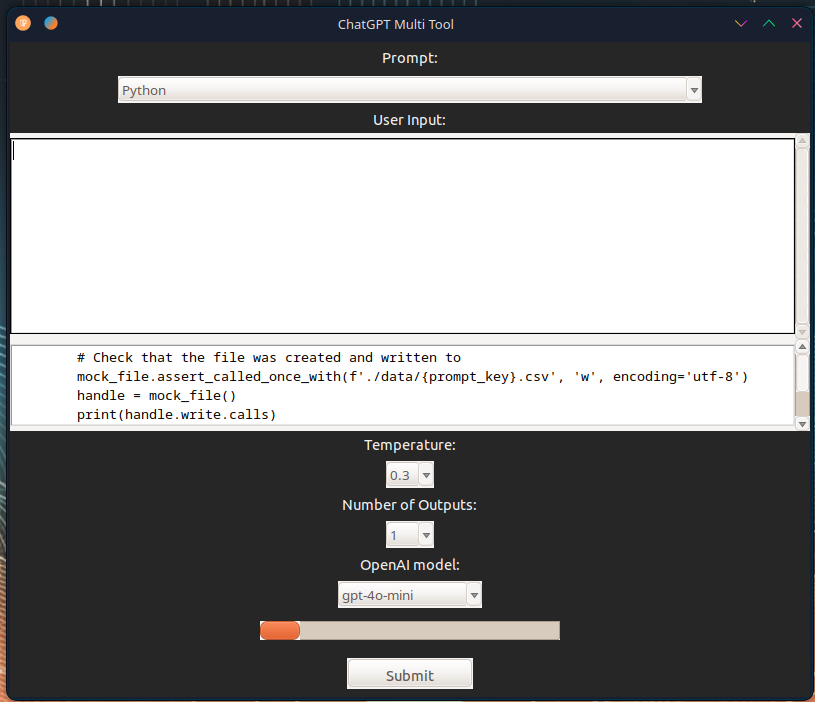 ChatGPT Multi Tool
Prompt:
Python
User Input:
# Check that the file was created and written to
mock_file.assert_called_once_with(f'./data/{prompt_key}.csv', 'w', encoding='utf-8')
handle = mock_file()
print(handle.write.calls)
Temperature:
0.3
Number of Outputs:
1
OpenAI model:
gpt-4o-mini
Submit